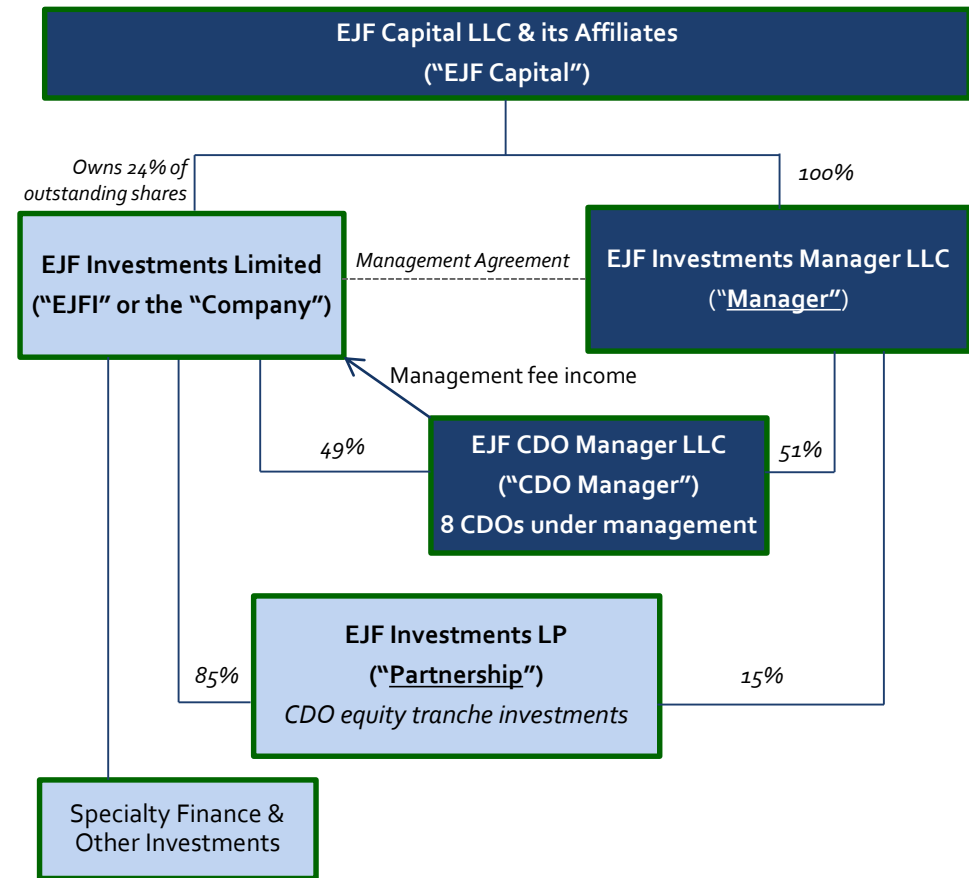 EJF Capital LLC & its Affiliates
(“EJF Capital”)
Owns 24% of
outstanding shares
100%
EJF Investments Limited
(“EJFI” or the “Company”)
Management Agreement
EJF Investments Manager LLC
(“Manager”)
Management fee income
49%
EJF CDO Manager LLC
(“CDO Manager”)
8 CDOs under management
51%
85%
EJF Investments LP
(“Partnership”)
CDO equity tranche investments
15%
Specialty Finance &
Other Investments